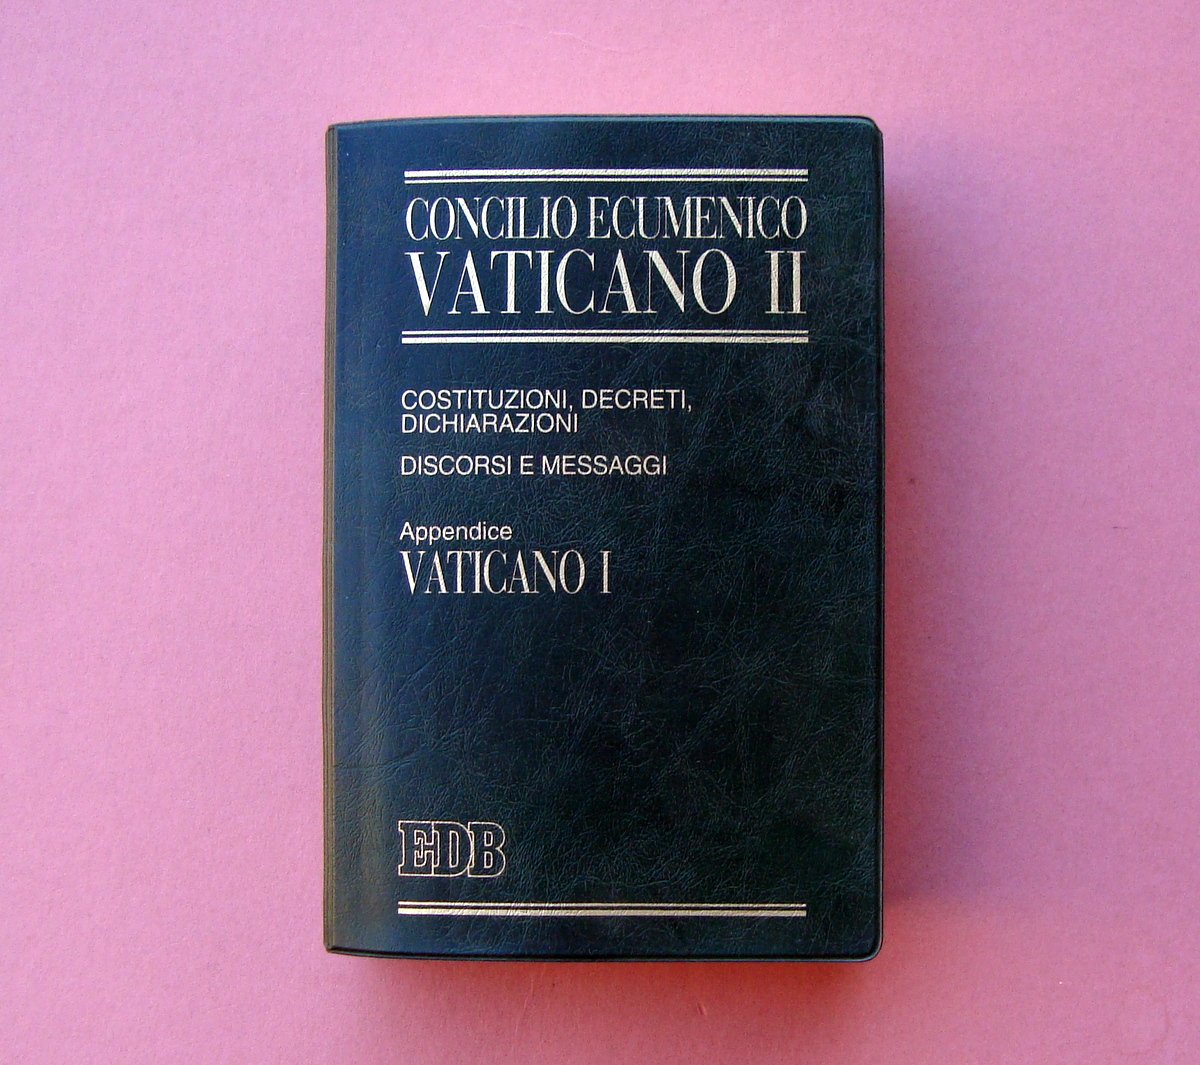 CONCILIO ECUMENICO
VATICANO II
COSTITUZIONI, DECRETI,
DICHIARAZIONI
DISCORSI E MESSAGGI
Appendice
VATICANO I
EDB